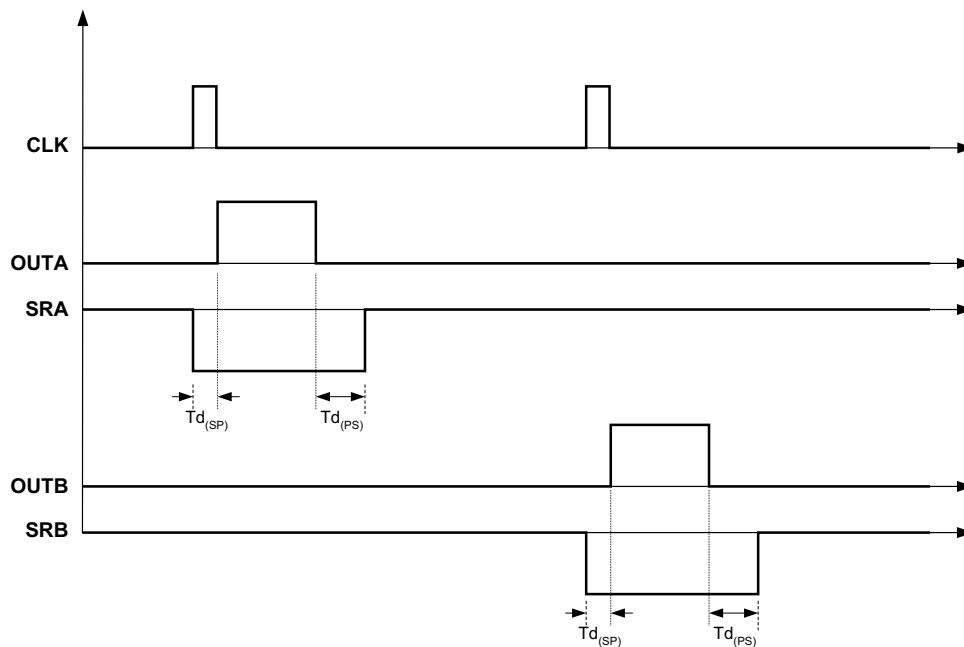 CLK
OUTA
SRA
Td(SP) Td(PS)
OUTB
SRB
Td(SP) Td(PS)